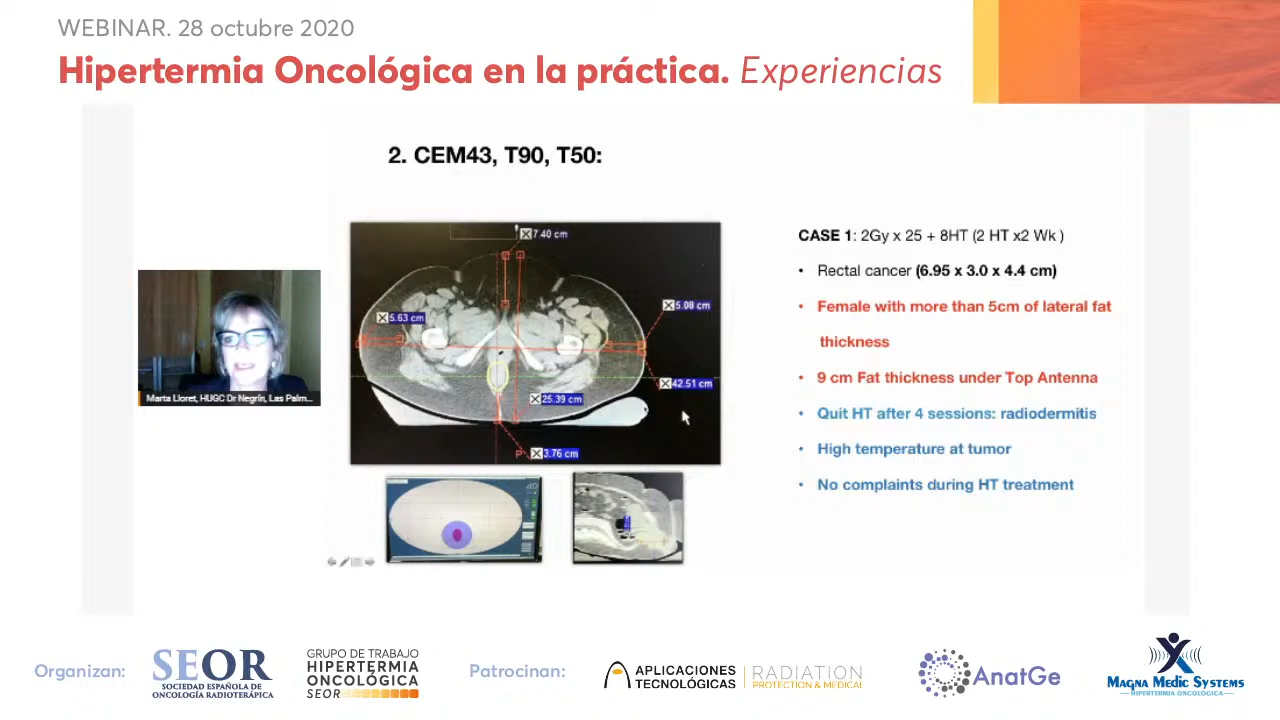 WEBINAR. 28 octubre 2020
Hipertermia Oncológica en la práctica. Experiencias
2. CEM43, T90, T50:
7.40 cm
5.08 cm
5.63 cm
42.51 cm
25.39 cm
P
3.76 cm
CASE 1: 2Gy x 25 + 8HT (2 HT x2 Wk )
• Rectal cancer (6.95 x 3.0 x 4.4 cm)
• Female with more than 5cm of lateral fat
thickness
• 9 cm Fat thickness under Top Antenna
• Quit HT after 4 sessions: radiodermitis
• High temperature at tumor
• No complaints during HT treatment
Marta Lloret, HUGC Dr Negrín, Las Palm...
Organizan:
SEOR
SOCIEDAD ESPAÑOLA DE
ONCOLOGÍA RADIOTERÁPICA
GRUPO DE TRABAJO
HIPERTERMIA
ONCOLÓGICA
SEOR
Patrocinan:
APLICACIONES
TECNOLÓGICAS
RADIATION
PROTECTION & MEDICAL
AnatGe
MAGNA MEDIC SYSTEMS
HIPERTERMIA ONCOLÓGICA